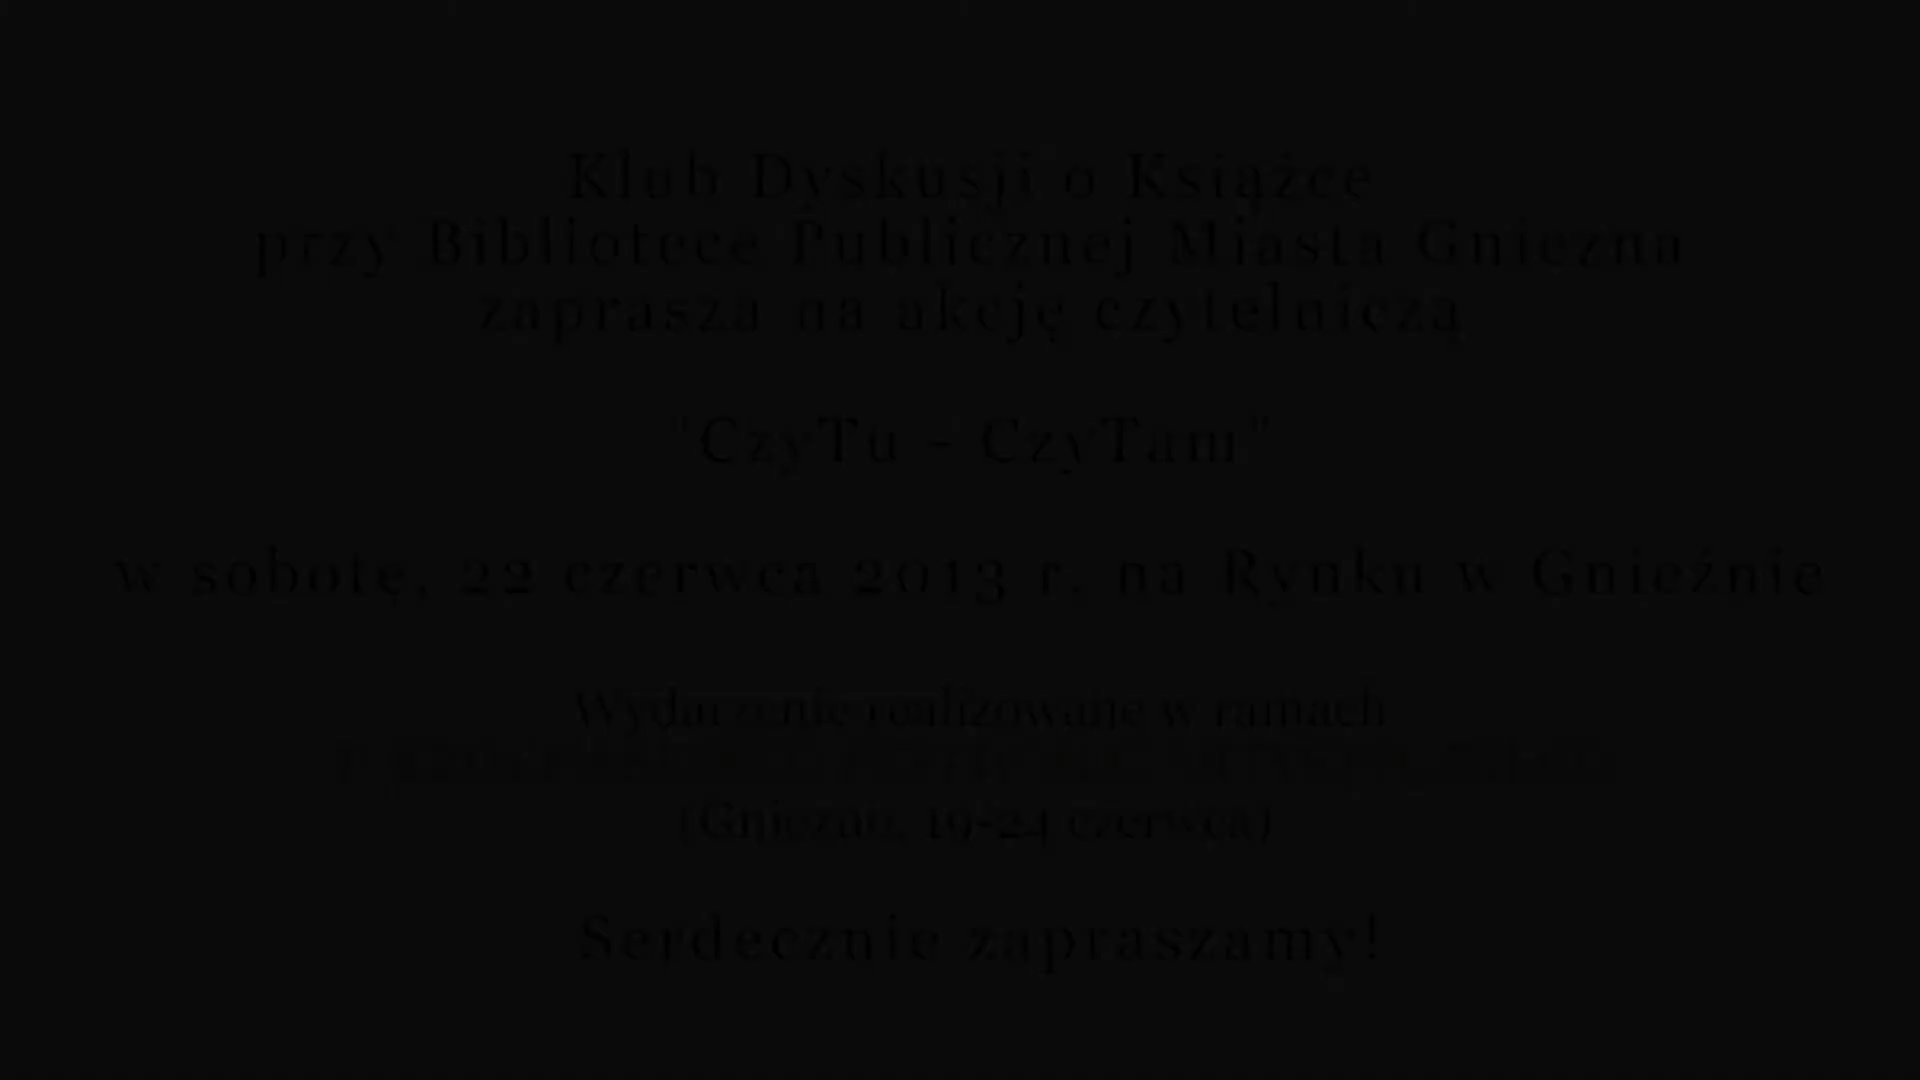 Klub Dyskusji o Książce
przy Bibliotece Publicznej Miasta Gniezna
zaprasza na akcję czytelniczą
"CzyTu - CzyTam"
w sobotę, 22 czerwca 2013 r. na Rynku w Gnieźnie
Wydarzenie realizowane w ramach
(Gniezno, 19-24 czerwca)
Serdecznie zapraszamy!